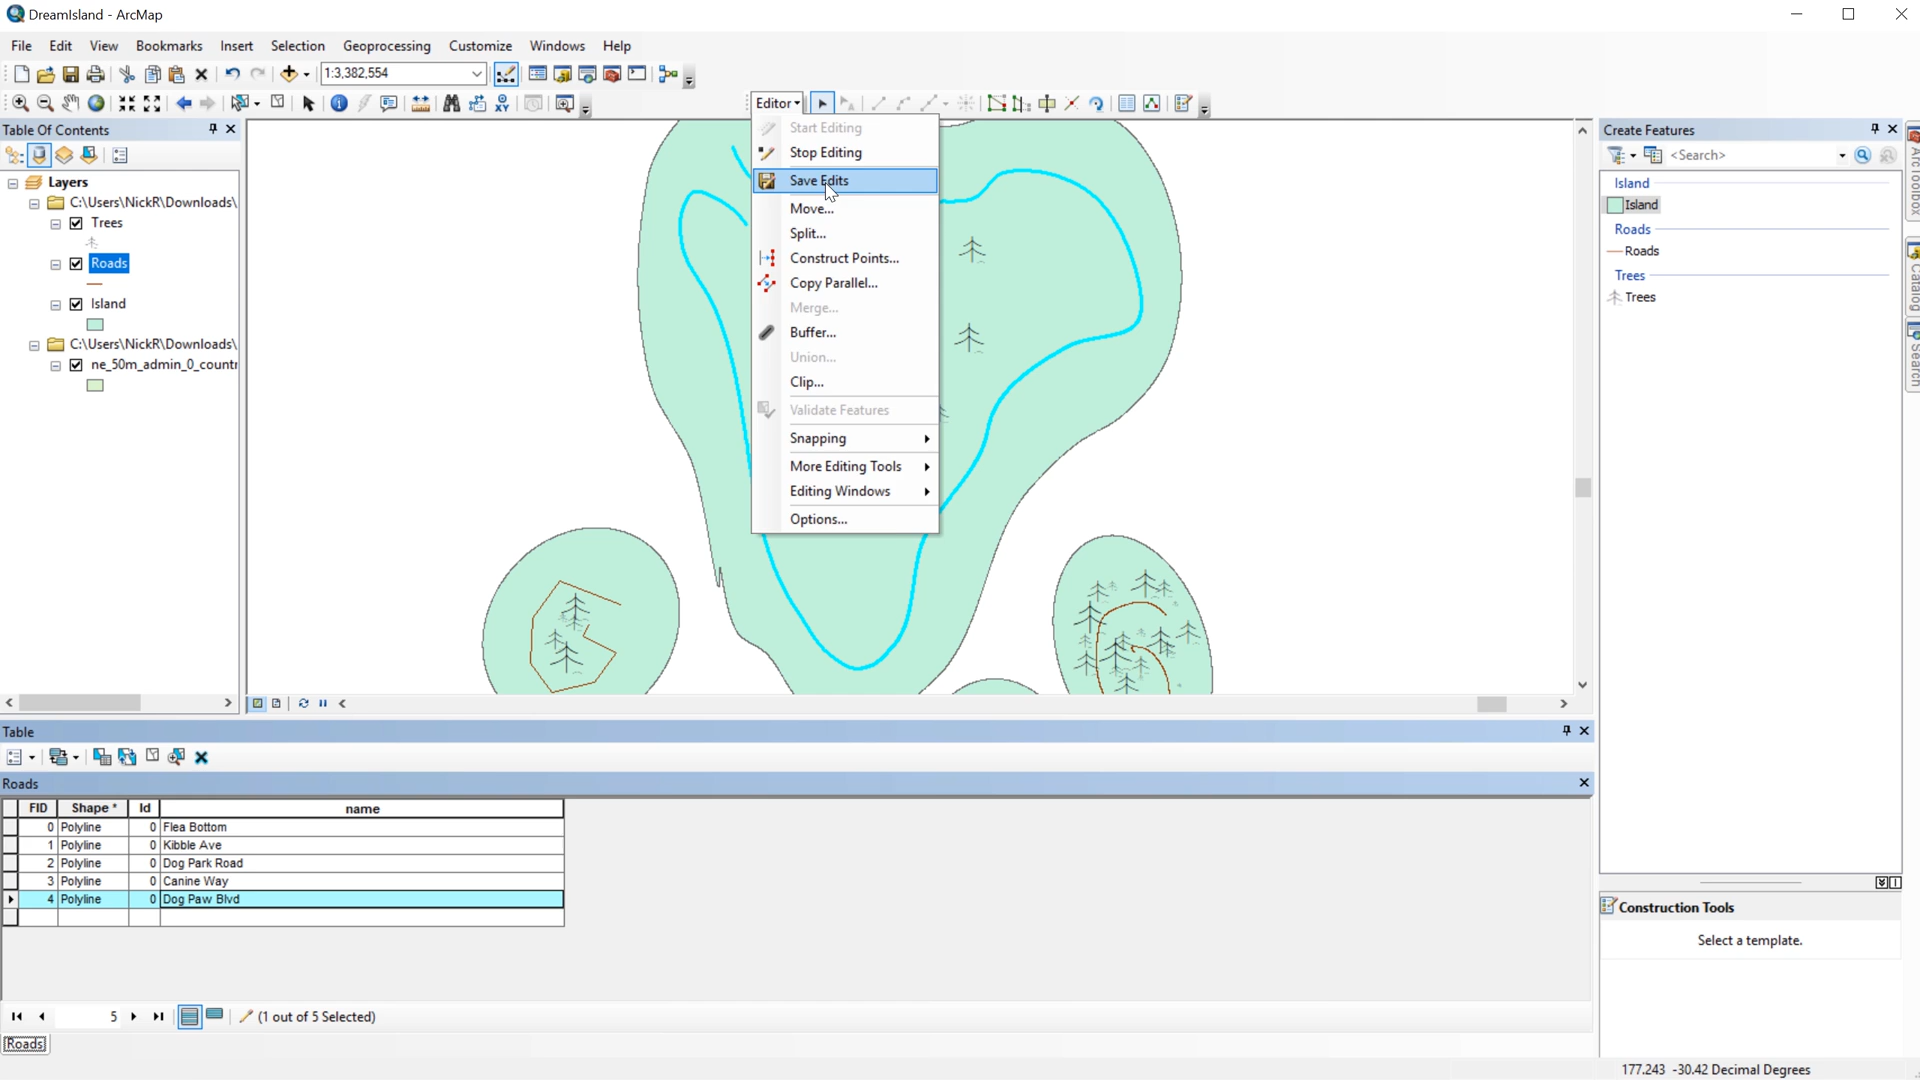 DreamIsland - ArcMap
File Edit View Bookmarks Insert Selection Geoprocessing Customize Windows Help
1:3,382,554
Editor
Table Of Contents
Layers
C:\Users\NickR\Downloads\
Trees
Roads
Island
C:\Users\NickR\Downloads\
ne_50m_admin_0_countr
Start Editing
Stop Editing
Save Edits
Move...
Split...
Construct Points...
Copy Parallel...
Merge...
Buffer...
Union...
Clip...
Validate Features
Snapping
More Editing Tools
Editing Windows
Options...
Create Features
<Search>
Island
Island
Roads
Roads
Trees
Trees
ArcToolbox
Catalog
Search
Construction Tools
Select a template.
Table
Roads
FID Shape * Id name
0 Polyline 0 Flea Bottom
1 Polyline 0 Kibble Ave
2 Polyline 0 Dog Park Road
3 Polyline 0 Canine Way
4 Polyline 0 Dog Paw Blvd
5 (1 out of 5 Selected)
Roads
177.243 -30.42 Decimal Degrees